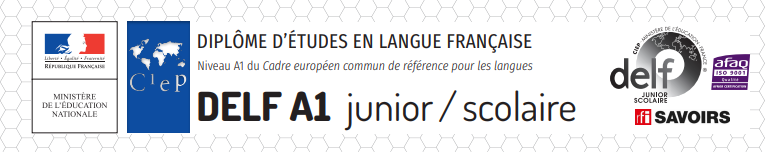 Liberté • Égalité • Fraternité
RÉPUBLIQUE FRANÇAISE
MINISTÈRE
DE L'ÉDUCATION
NATIONALE
CIEP
DIPLÔME D'ÉTUDES EN LANGUE FRANÇAISE
Niveau A1 du Cadre européen commun de référence pour les langues
DELF A1 junior / scolaire
CIEP MINISTÈRE DE L'ÉDUCATION, FRANCE
delf
JUNIOR
SCOLAIRE
®
afaq
ISO 9001
Qualité
AFNOR CERTIFICATION
rfi SAVOIRS